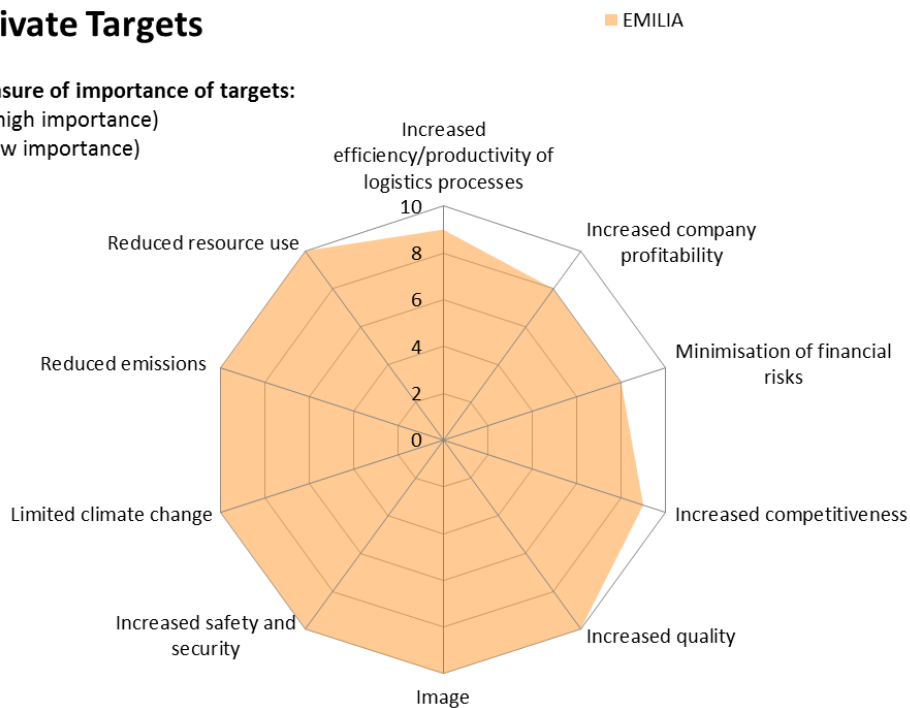 ivate Targets
EMILIA
sure of importance of targets:
high importance)
w importance)
Increased
efficiency/productivity of
logistics processes
Increased company
profitability
Minimisation of financial
risks
Increased competitiveness
Increased quality
Image
Increased safety and
security
Limited climate change
Reduced emissions
Reduced resource use
10
8
6
4
2
0